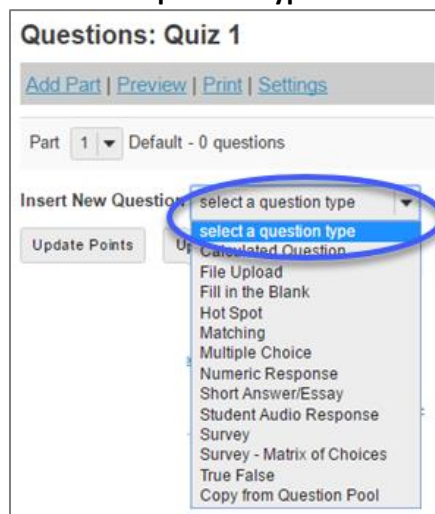 Questions: Quiz 1
Add Part | Preview | Print | Settings
Part 1 Default - 0 questions
Insert New Question select a question type
Update Points
select a question type
Calculated Question
File Upload
Fill in the Blank
Hot Spot
Matching
Multiple Choice
Numeric Response
Short Answer/Essay
Student Audio Response
Survey
Survey - Matrix of Choices
True False
Copy from Question Pool